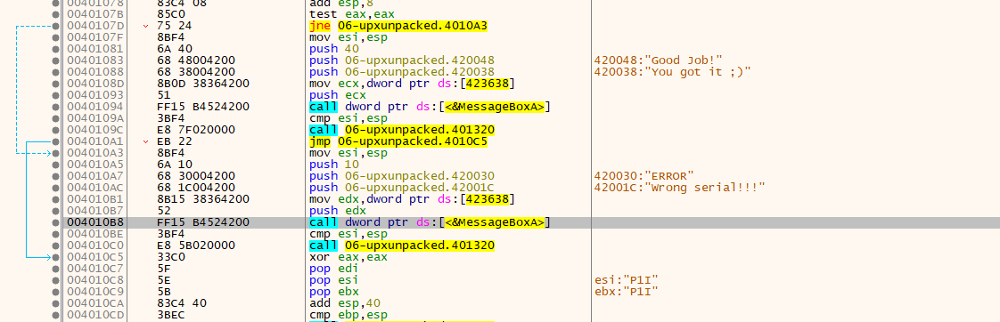 00401078 83C4 08 add esp,8
0040107B 85C0 test eax,eax
0040107D 75 24 jne 06-upxunpacked.4010A3
0040107F 8BF4 mov esi,esp
00401081 6A 40 push 40
00401083 68 48004200 push 06-upxunpacked.420048 420048:"Good Job!"
00401088 68 38004200 push 06-upxunpacked.420038 420038:"You got it ;)"
0040108D 8B0D 38364200 mov ecx,dword ptr ds:[423638]
00401093 51 push ecx
00401094 FF15 B4524200 call dword ptr ds:[<&MessageBoxA>]
0040109A 3BF4 cmp esi,esp
0040109C E8 7F020000 call 06-upxunpacked.401320
004010A1 EB 22 jmp 06-upxunpacked.4010C5
004010A3 8BF4 mov esi,esp
004010A5 6A 10 push 10
004010A7 68 30004200 push 06-upxunpacked.420030 420030:"ERROR"
004010AC 68 1C004200 push 06-upxunpacked.42001C 42001C:"Wrong serial!!!"
004010B1 8B15 38364200 mov edx,dword ptr ds:[423638]
004010B7 52 push edx
004010B8 FF15 B4524200 call dword ptr ds:[<&MessageBoxA>]
004010BE 3BF4 cmp esi,esp
004010C0 E8 5B020000 call 06-upxunpacked.401320
004010C5 33C0 xor eax,eax
004010C7 5F pop edi
004010C8 5E pop esi esi:"P1I"
004010C9 5B pop ebx ebx:"P1I"
004010CA 83C4 40 add esp,40
004010CD 3BEC cmp ebp,esp